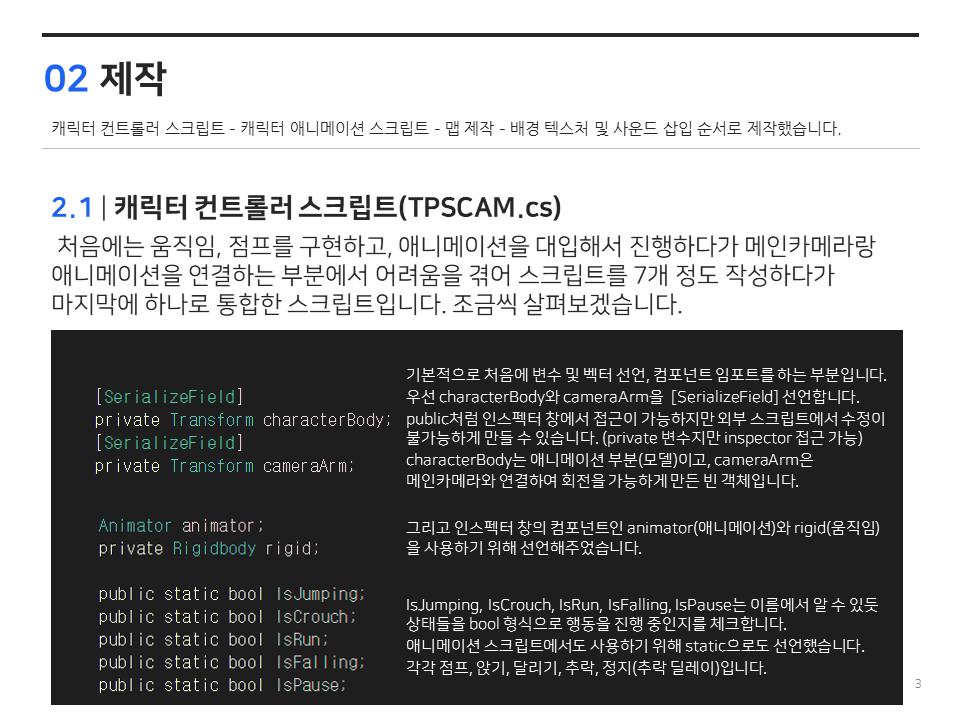 02 제작
캐릭터 컨트롤러 스크립트 - 캐릭터 애니메이션 스크립트 - 맵 제작 - 배경 텍스처 및 사운드 삽입 순서로 제작했습니다.
2.1 | 캐릭터 컨트롤러 스크립트(TPSCAM.cs)
처음에는 움직임, 점프를 구현하고, 애니메이션을 대입해서 진행하다가 메인카메라랑
애니메이션을 연결하는 부분에서 어려움을 겪어 스크립트를 7개 정도 작성하다가
마지막에 하나로 통합한 스크립트입니다. 조금씩 살펴보겠습니다.
[SerializeField]
private Transform characterBody;
[SerializeField]
private Transform cameraArm;
기본적으로 처음에 변수 및 벡터 선언, 컴포넌트 임포트를 하는 부분입니다.
우선 characterBody와 cameraArm을 [SerializeField] 선언합니다.
public처럼 인스펙터 창에서 접근이 가능하지만 외부 스크립트에서 수정이
불가능하게 만들 수 있습니다. (private 변수지만 inspector 접근 가능)
characterBody는 애니메이션 부분(모델)이고, cameraArm은
메인카메라와 연결하여 회전을 가능하게 만든 빈 객체입니다.
Animator animator;
private Rigidbody rigid;
그리고 인스펙터 창의 컴포넌트인 animator(애니메이션)와 rigid(움직임)
을 사용하기 위해 선언해주었습니다.
public static bool IsJumping;
public static bool IsCrouch;
public static bool IsRun;
public static bool IsFalling;
public static bool IsPause;
IsJumping, IsCrouch, IsRun, IsFalling, IsPause는 이름에서 알 수 있듯
상태들을 bool 형식으로 행동을 진행 중인지를 체크합니다.
애니메이션 스크립트에서도 사용하기 위해 static으로도 선언했습니다.
각각 점프, 앉기, 달리기, 추락, 정지(추락 딜레이)입니다.
3